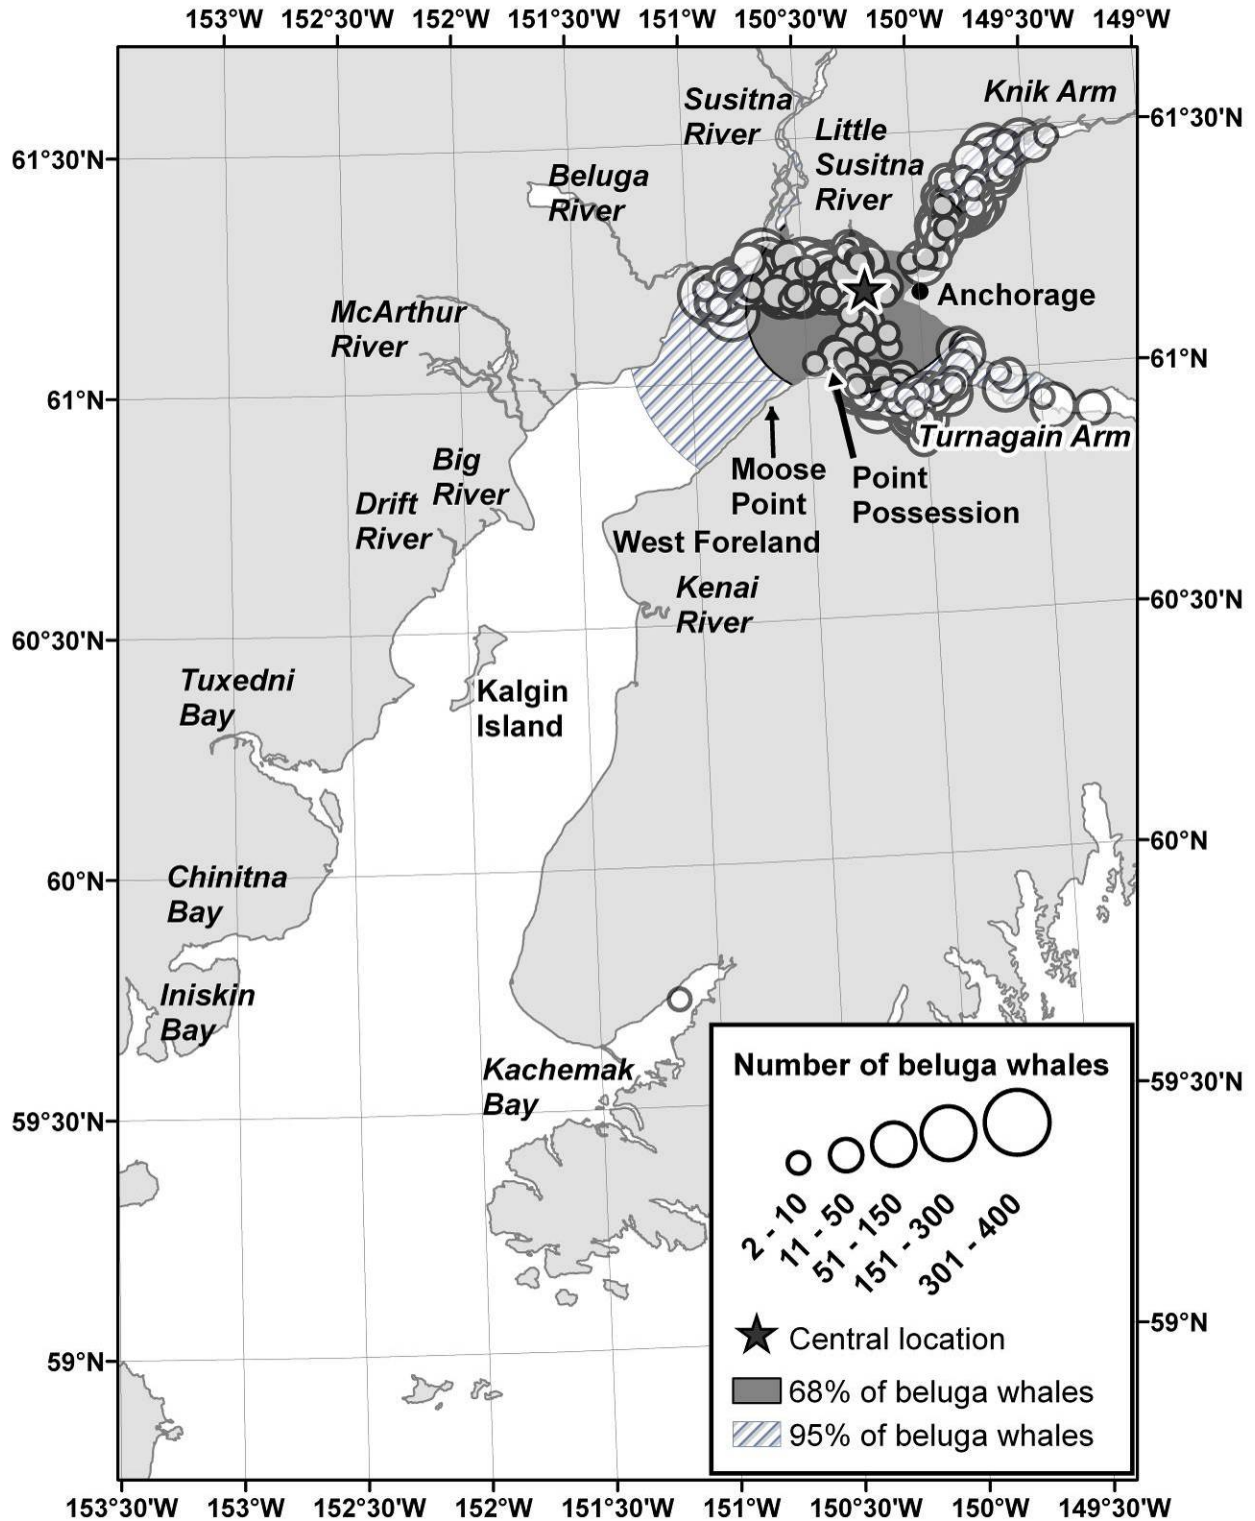 153°W 152°30'W 152°W 151°30'W 151°W 150°30'W 150°W 149°30'W 149°W
Knik Arm
Susitna
River
Little
Susitna
River
61°30'N
61°30'N
Beluga
River
Anchorage
McArthur
River
61°N
61°N
Turnagain Arm
Big
River
Moose
Point
Point
Possession
Drift
River
West Foreland
Kenai
River
60°30'N
60°30'N
Tuxedni
Bay
Kalgin
Island
60°N
60°N
Chinitna
Bay
Iniskin
Bay
Kachemak
Bay
59°30'N
59°30'N
Number of beluga whales
2 - 10
11 - 50
51 - 150
151 - 300
301 - 400
59°N
59°N
Central location
68% of beluga whales
95% of beluga whales
153°30'W 153°W 152°30'W 152°W 151°30'W 151°W 150°30'W 150°W 149°30'W